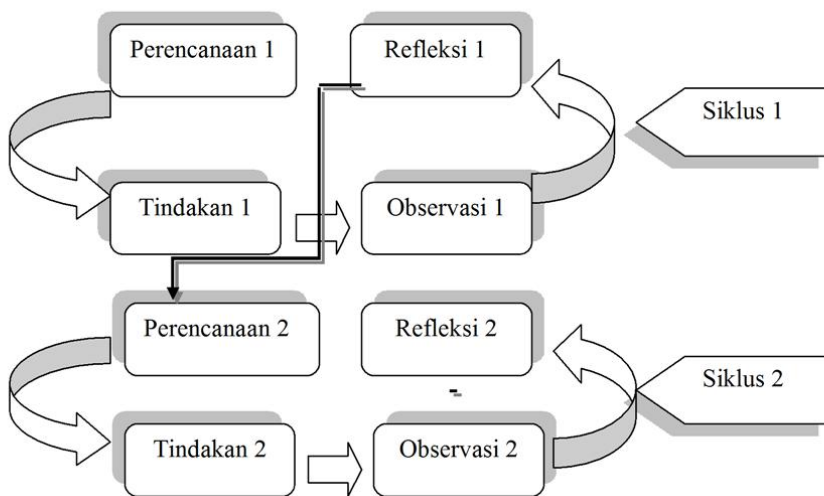 Perencanaan 1
Refleksi 1
Siklus 1
Tindakan 1
Observasi 1
Perencanaan 2
Refleksi 2
Siklus 2
Tindakan 2
Observasi 2